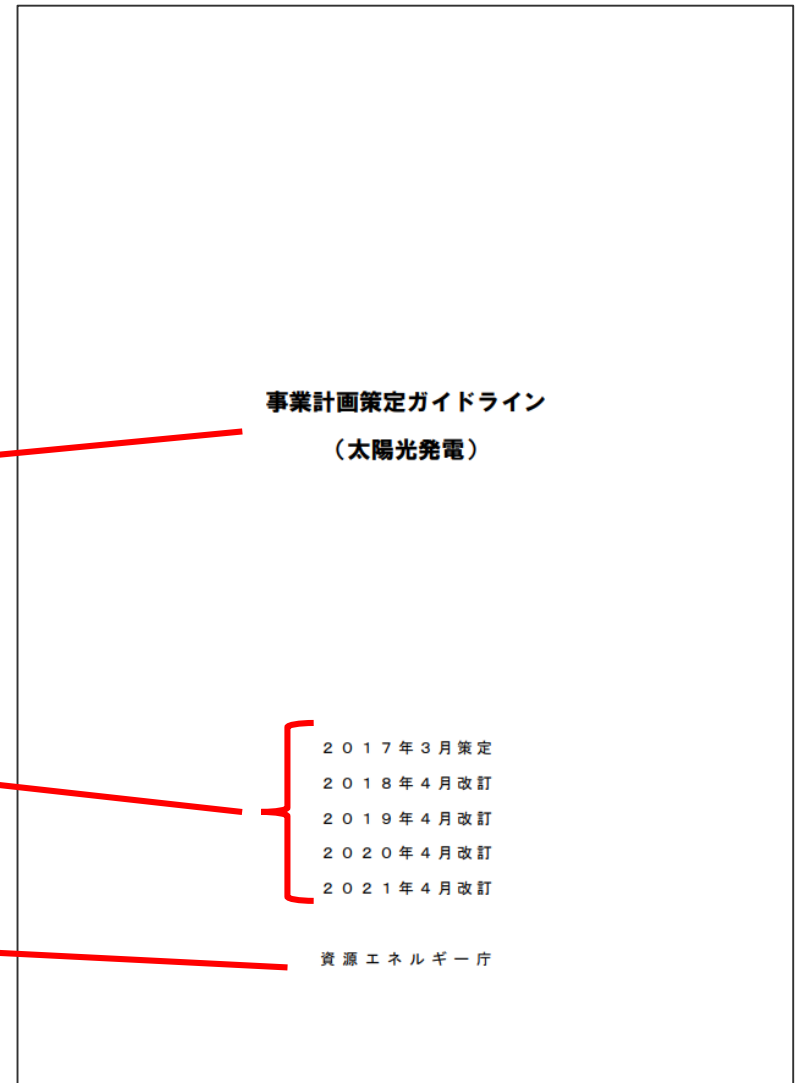 事業計画策定ガイドライン
（太陽光発電）
２０１７年３月策定
２０１８年４月改訂
２０１９年４月改訂
２０２０年４月改訂
２０２１年４月改訂
資源エネルギー庁